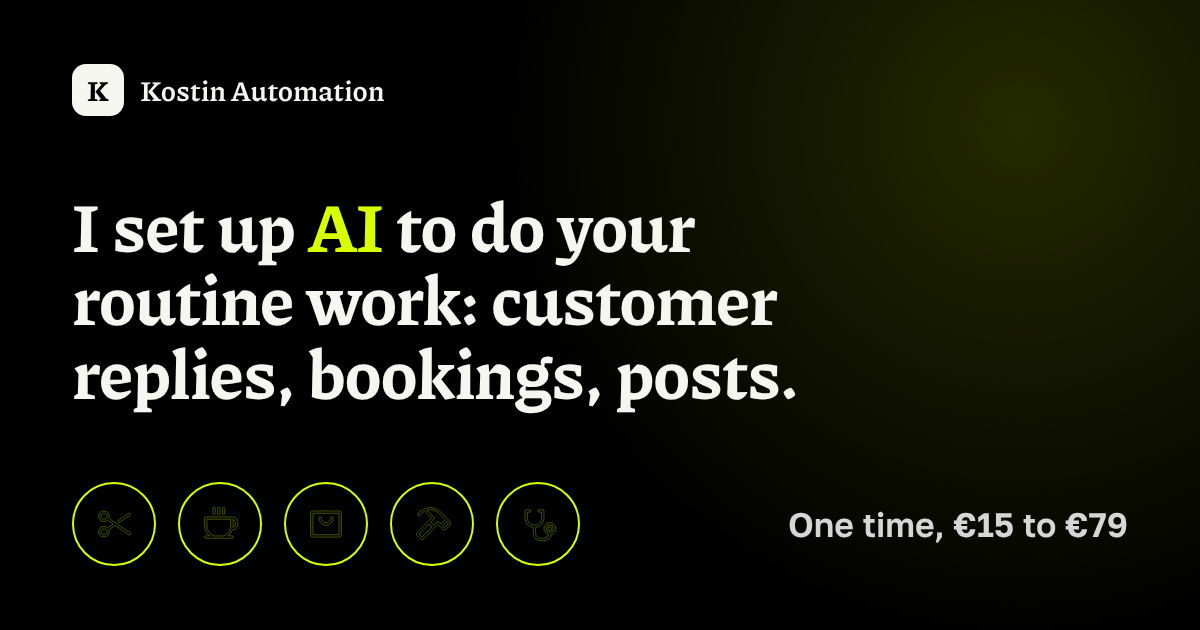 K
Kostin Automation
I set up AI to do your
routine work: customer
replies, bookings, posts.
One time, €15 to €79